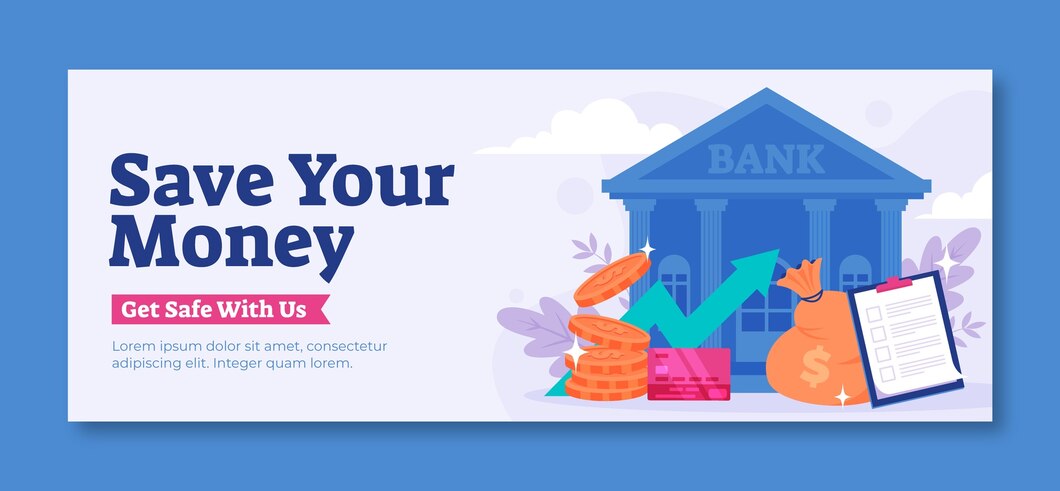 Save Your
Money
Get Safe With Us
Lorem ipsum dolor sit amet, consectetur
adipiscing elit. Integer quam lorem.
BANK
$